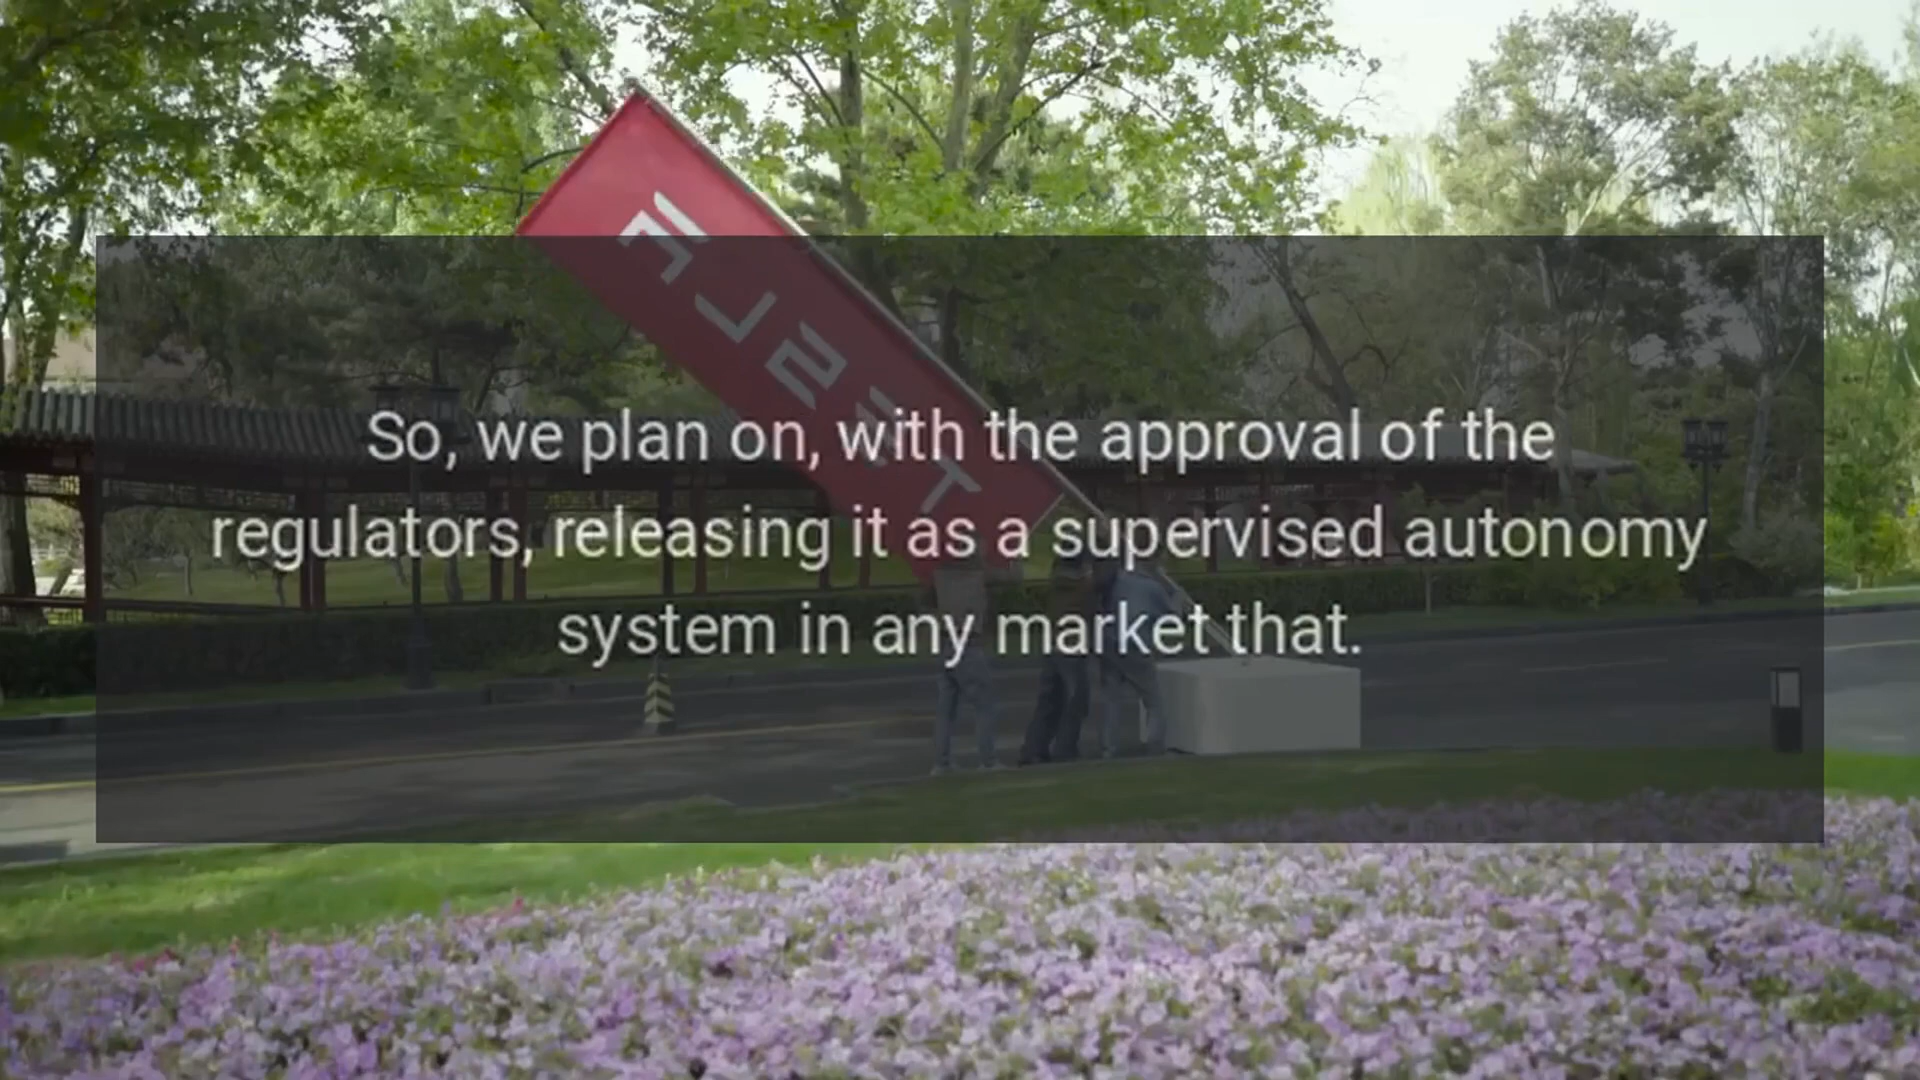 TESLA
So, we plan on, with the approval of the
regulators, releasing it as a supervised autonomy
system in any market that.